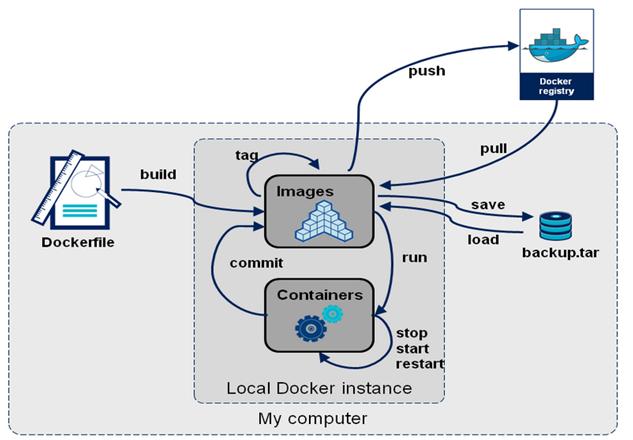 Docker
registry
push
pull
tag
build
Images
save
load
Dockerfile
backup.tar
commit
run
Containers
stop
start
restart
Local Docker instance
My computer